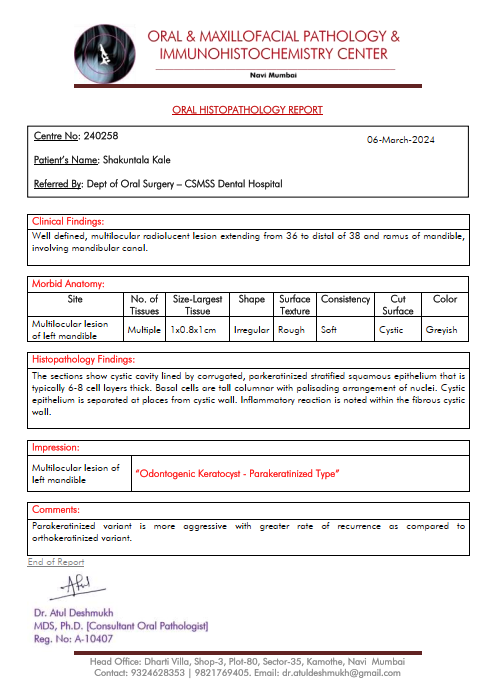 ORAL & MAXILLOFACIAL PATHOLOGY &
IMMUNOHISTOCHEMISTRY CENTER
Navi Mumbai
ORAL HISTOPATHOLOGY REPORT
Centre No: 240258
06-March-2024
Patient's Name: Shakuntala Kale
Referred By: Dept of Oral Surgery – CSMSS Dental Hospital
Clinical Findings:
Well defined, multilocular radiolucent lesion extending from 36 to distal of 38 and ramus of mandible,
involving mandibular canal.
Morbid Anatomy:
Site No. of Tissues Size-Largest Tissue Shape Surface Texture Consistency Cut Surface Color
Multilocular lesion of left mandible Multiple 1x0.8x1cm Irregular Rough Soft Cystic Greyish
Histopathology Findings:
The sections show cystic cavity lined by corrugated, parkeratinized stratified squamous epithelium that is
typically 6-8 cell layers thick. Basal cells are tall columnar with palisading arrangement of nuclei. Cystic
epithelium is separated at places from cystic wall. Inflammatory reaction is noted within the fibrous cystic
wall.
Impression:
Multilocular lesion of
left mandible
"Odontogenic Keratocyst - Parakeratinized Type"
Comments:
Parakeratinized variant is more aggressive with greater rate of recurrence as compared to
orthokeratinized variant.
End of Report
Dr. Atul Deshmukh
MDS, Ph.D. [Consultant Oral Pathologist]
Reg. No: A-10407
Head Office: Dharti Villa, Shop-3, Plot-80, Sector-35, Kamothe, Navi Mumbai
Contact: 9324628353 | 9821769405. Email: dr.atuldeshmukh@gmail.com